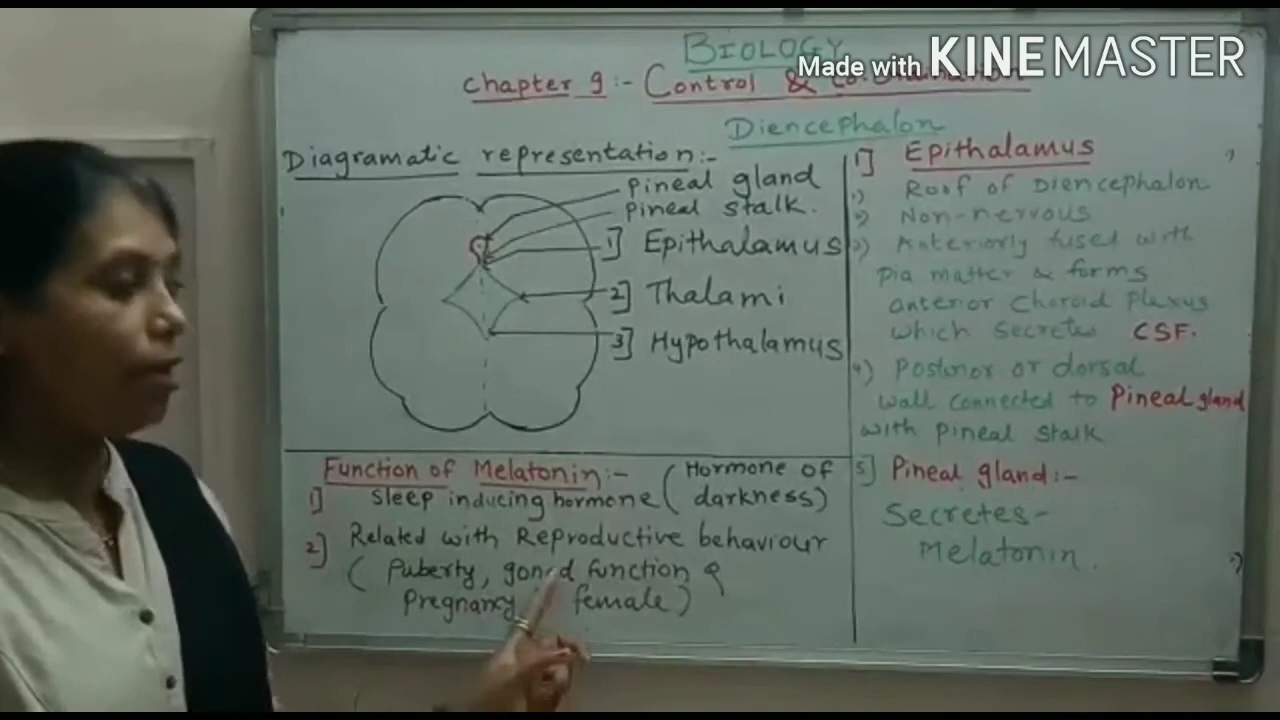 BIOLOGY
Made with KINEMASTER
Chapter 9:- Control &
Diencephalon
Diagramatic representation:-
Pineal gland
Pineal stalk.
1] Epithalamus
2] Thalami
3] Hypothalamus
1] Epithalamus
1) Roof of Diencephalon
2) Non-nervous
3) Anteriorly fused with
pia matter & forms
anterior Choroid plexus
which secretes CSF.
4) Posterior or dorsal
wall connected to Pineal gland
with pineal stalk
5] Pineal gland:-
Secretes-
Melatonin.
Function of Melatonin:-
1] Sleep inducing hormone (Hormone of
darkness)
2] Related with Reproductive behaviour
( Puberty, gonad function &
Pregnancy female)